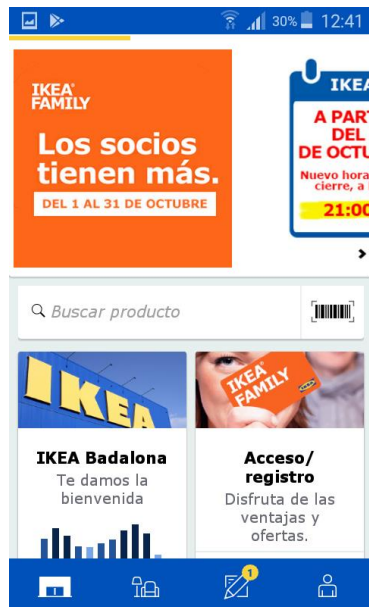 30% 12:41
IKEA
FAMILY
Los socios
tienen más.
DEL 1 AL 31 DE OCTUBRE
IKEA
A PAR
DEL
DE OCTU
Nuevo hora
cierre, a
21:00
Buscar producto
IKEA
IKEA Badalona
Te damos la
bienvenida
IKEA
FAMILY
Acceso/
registro
Disfruta de las
ventajas y
ofertas.
1